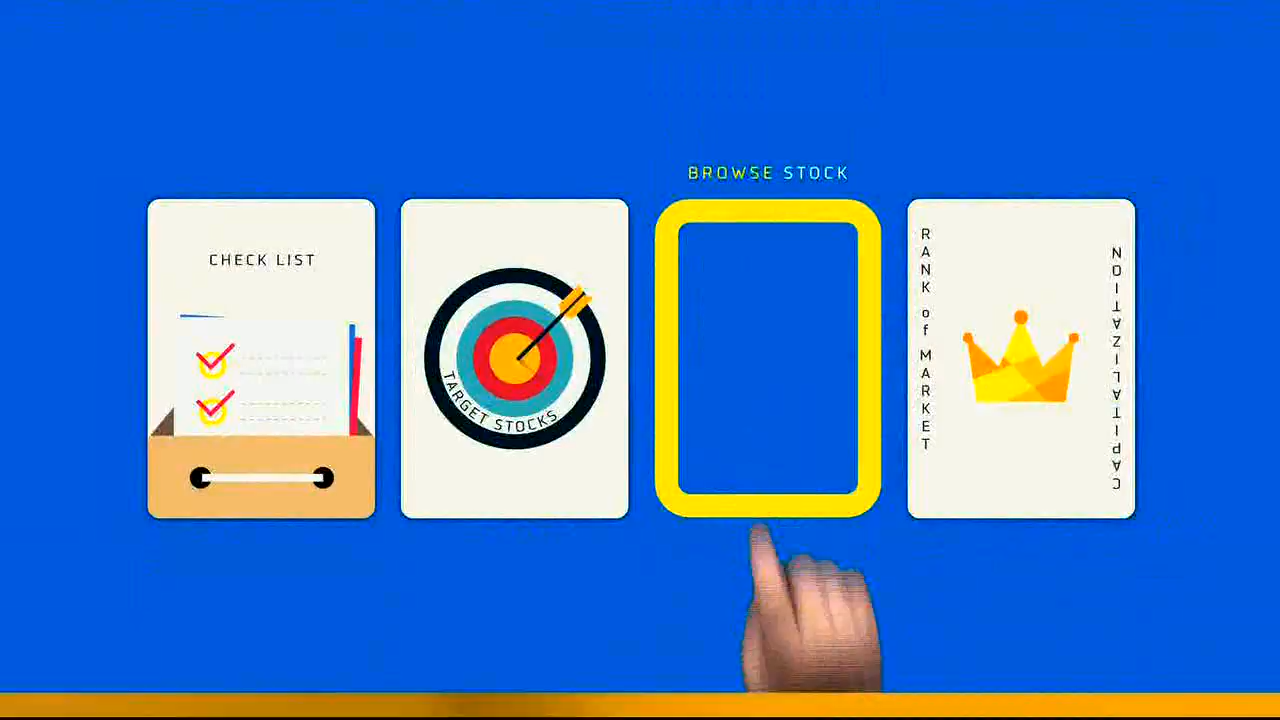 BROWSE STOCK
CHECK LIST
TARGET STOCKS
RANK of MARKET
CAPITALIZATION